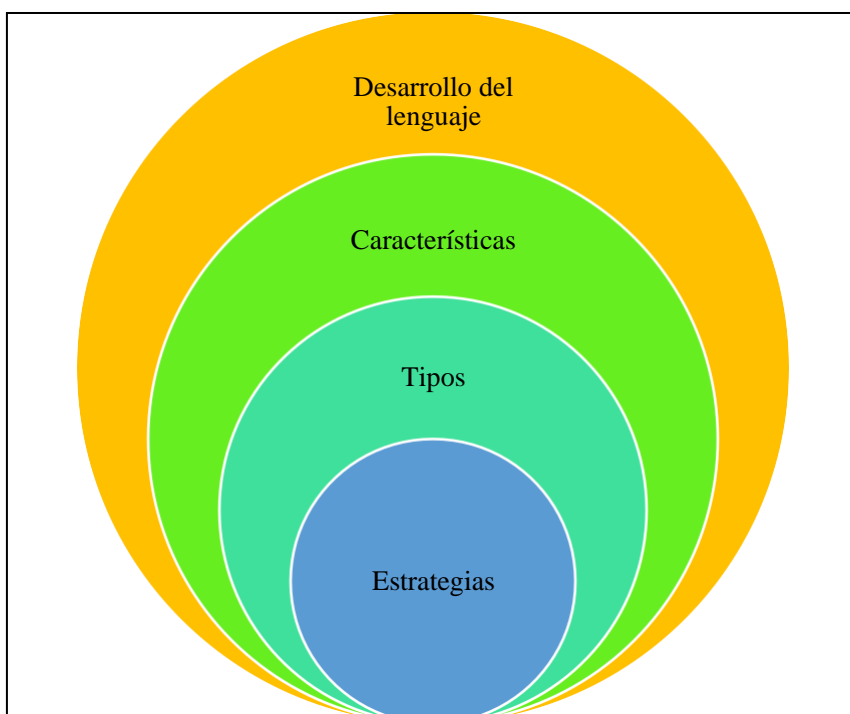 Desarrollo del
lenguaje
Características
Tipos
Estrategias